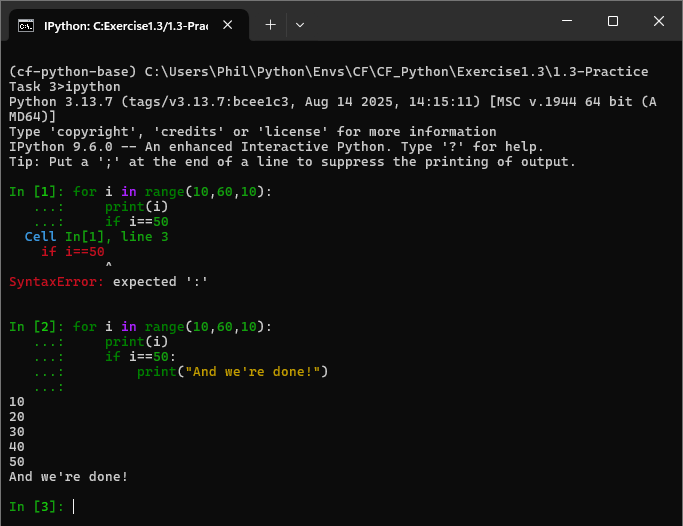 IPython: C:Exercise1.3/1.3-Prac
(cf-python-base) C:\Users\Phil\Python\Envs\CF\CF_Python\Exercise1.3\1.3-Practice
Task 3>ipython
Python 3.13.7 (tags/v3.13.7:bcee1c3, Aug 14 2025, 14:15:11) [MSC v.1944 64 bit (A
MD64)]
Type 'copyright', 'credits' or 'license' for more information
IPython 9.6.0 -- An enhanced Interactive Python. Type '?' for help.
Tip: Put a ';' at the end of a line to suppress the printing of output.
In [1]: for i in range(10,60,10):
   ...:     print(i)
   ...:     if i==50
  Cell In[1], line 3
    if i==50
            ^
SyntaxError: expected ':'
In [2]: for i in range(10,60,10):
   ...:     print(i)
   ...:     if i==50:
   ...:         print("And we're done!")
   ...:
10
20
30
40
50
And we're done!
In [3]: